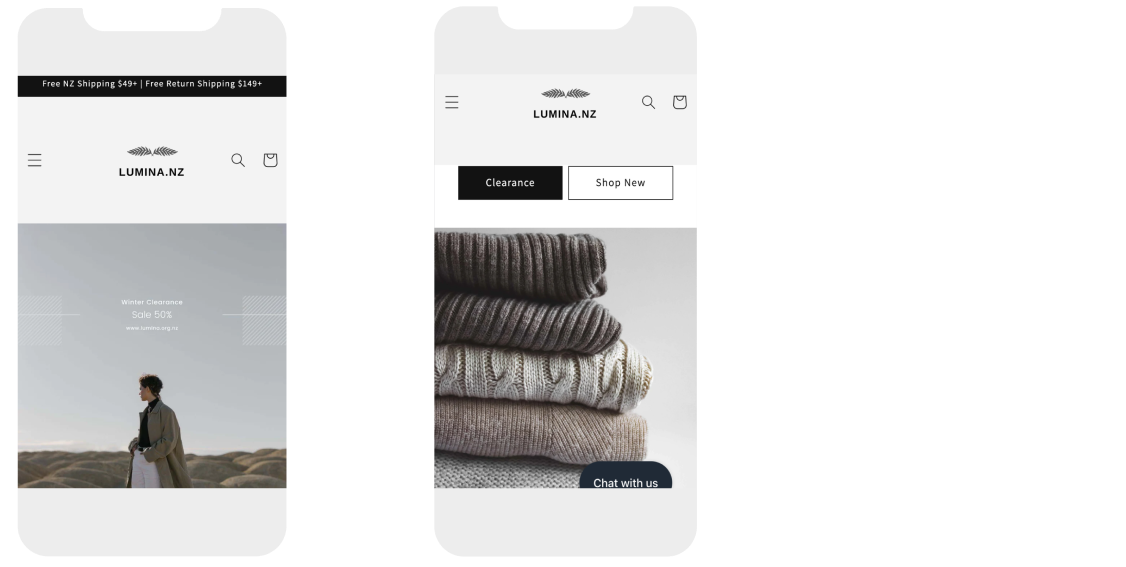 Free NZ Shipping $49+ | Free Return Shipping $149+
LUMINA.NZ
Winter Clearance
Sale 50%
www.lumina.org.nz
LUMINA.NZ
Clearance
Shop New
Chat with us